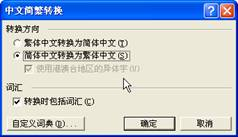 中文简繁转换
转换方向
繁体中文转换为简体中文(T)
简体中文转换为繁体中文(S)
使用港澳台地区的异体字(V)
词汇
转换时包括词汇(C)
自定义词典(D)... 确定 取消